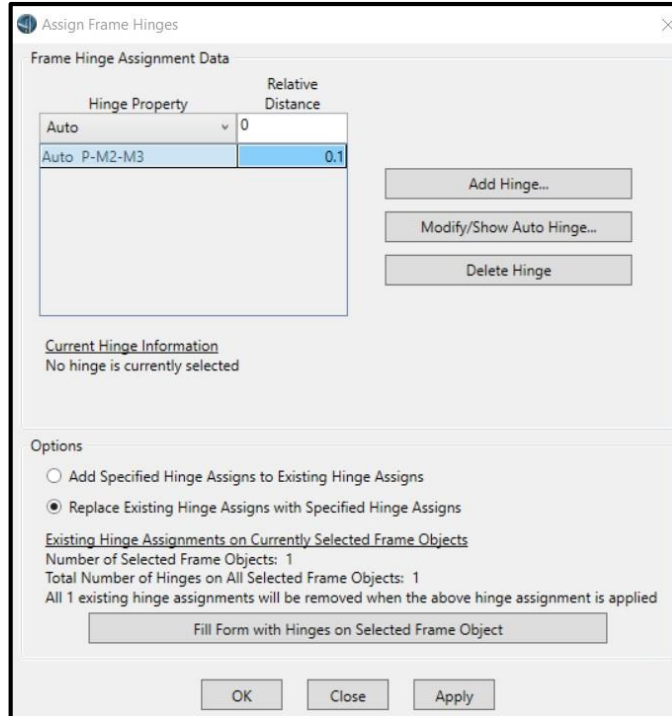 Assign Frame Hinges
Frame Hinge Assignment Data
Relative
Hinge Property Distance
Auto 0
Auto P-M2-M3 0.1
Add Hinge...
Modify/Show Auto Hinge...
Delete Hinge
Current Hinge Information
No hinge is currently selected
Options
Add Specified Hinge Assigns to Existing Hinge Assigns
Replace Existing Hinge Assigns with Specified Hinge Assigns
Existing Hinge Assignments on Currently Selected Frame Objects
Number of Selected Frame Objects: 1
Total Number of Hinges on All Selected Frame Objects: 1
All 1 existing hinge assignments will be removed when the above hinge assignment is applied
Fill Form with Hinges on Selected Frame Object
OK Close Apply